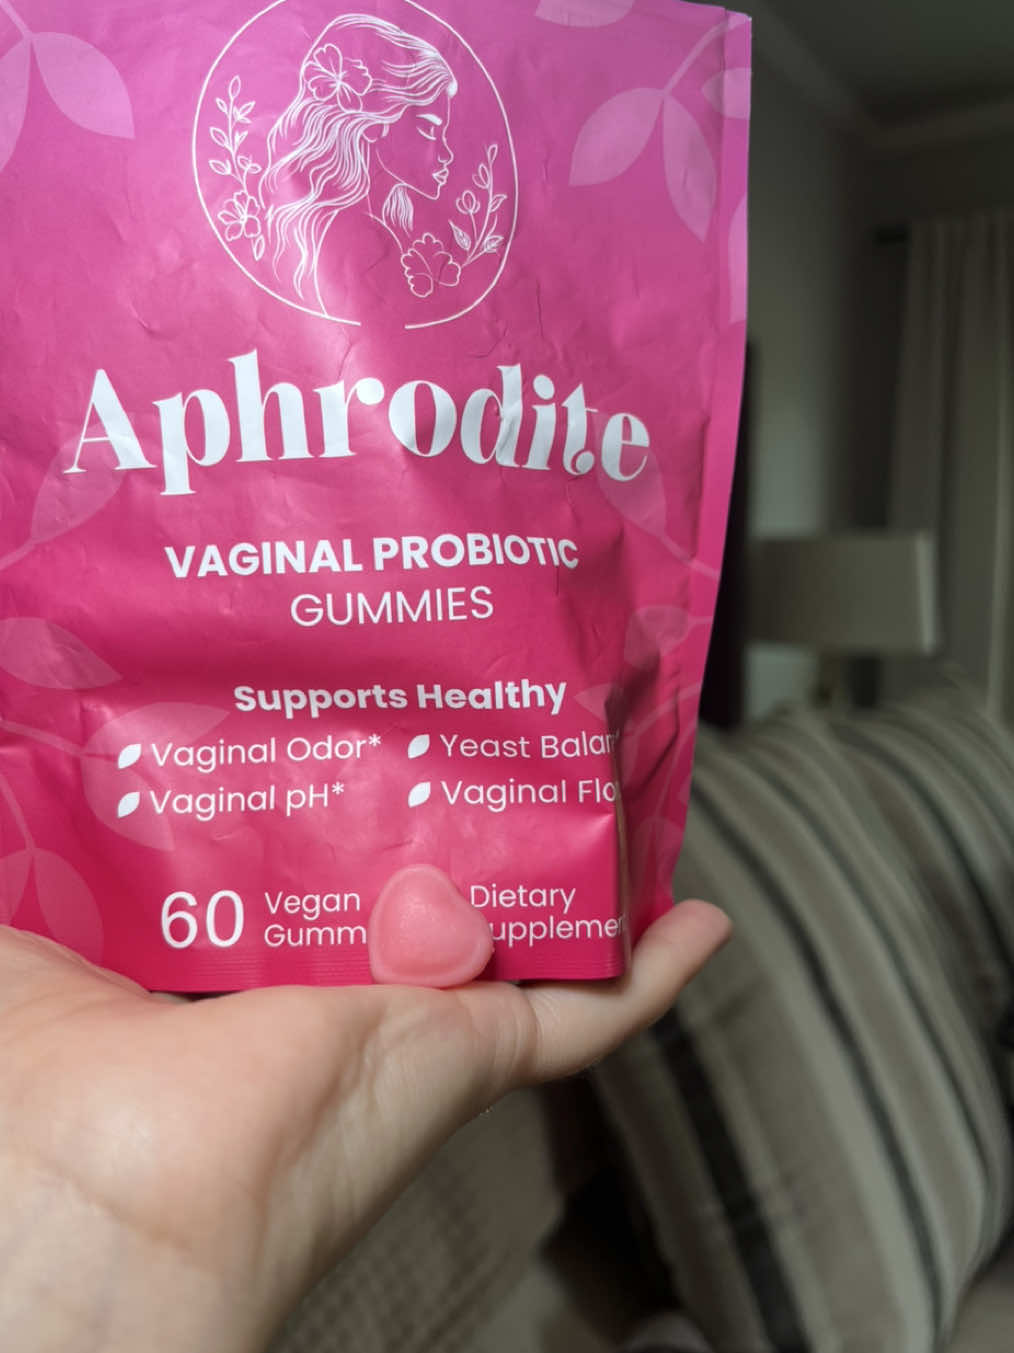 Aphrodite
VAGINAL PROBIOTIC
GUMMIES
Supports Healthy
Vaginal Odor*
Yeast
Vaginal pH*
Vaginal
60 Vegan
Dietary